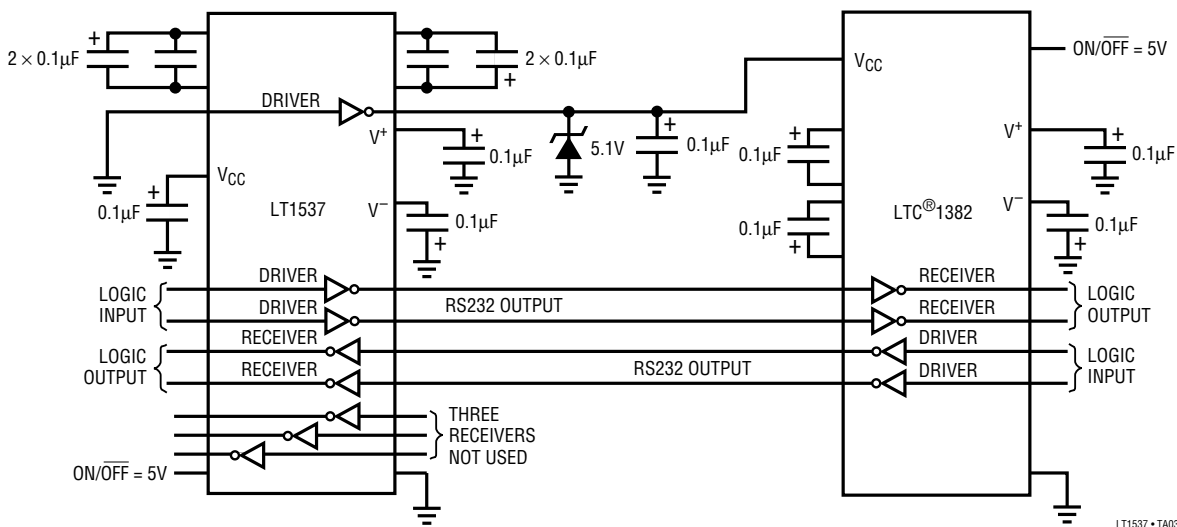 2 × 0.1µF
2 × 0.1µF
ON/OFF = 5V
VCC
DRIVER
V+
0.1µF
5.1V
0.1µF
0.1µF
V+
0.1µF
VCC
0.1µF
LT1537
V−
0.1µF
0.1µF
LTC®1382
V−
0.1µF
LOGIC
INPUT
DRIVER
DRIVER
RS232 OUTPUT
RECEIVER
RECEIVER
LOGIC
OUTPUT
LOGIC
OUTPUT
RECEIVER
RECEIVER
RS232 OUTPUT
DRIVER
DRIVER
LOGIC
INPUT
THREE
RECEIVERS
NOT USED
ON/OFF = 5V
LT1537 • TA03